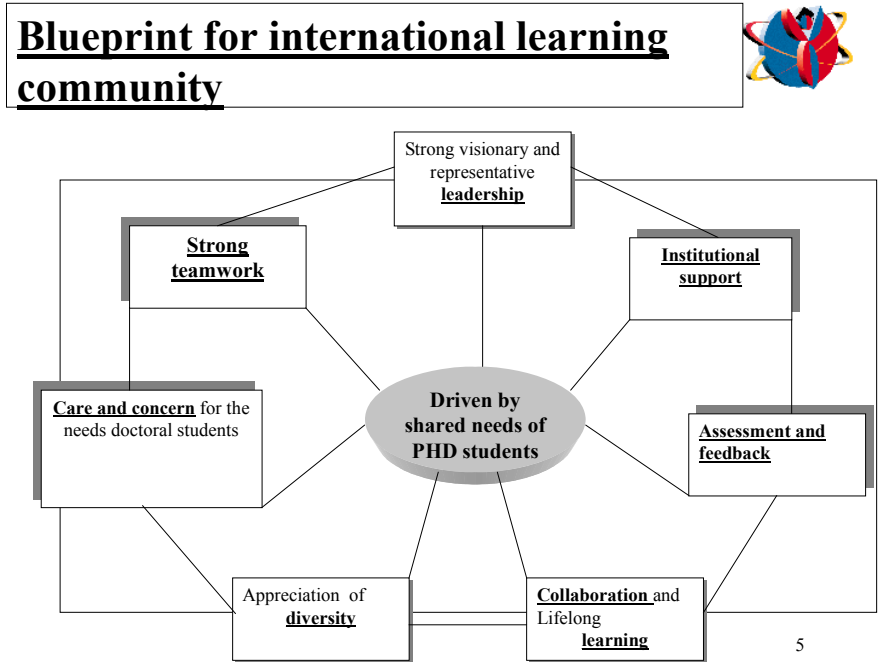 Blueprint for international learning
community
Strong visionary and
representative
leadership
Strong
teamwork
Institutional
support
Driven by
shared needs of
PHD students
Care and concern for the
needs doctoral students
Assessment and
feedback
Appreciation of
diversity
Collaboration and
Lifelong
learning
5